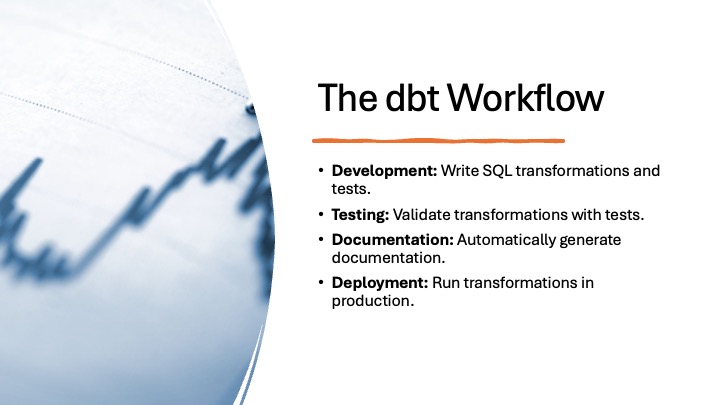 The dbt Workflow
• Development: Write SQL transformations and
tests.
• Testing: Validate transformations with tests.
• Documentation: Automatically generate
documentation.
• Deployment: Run transformations in
production.